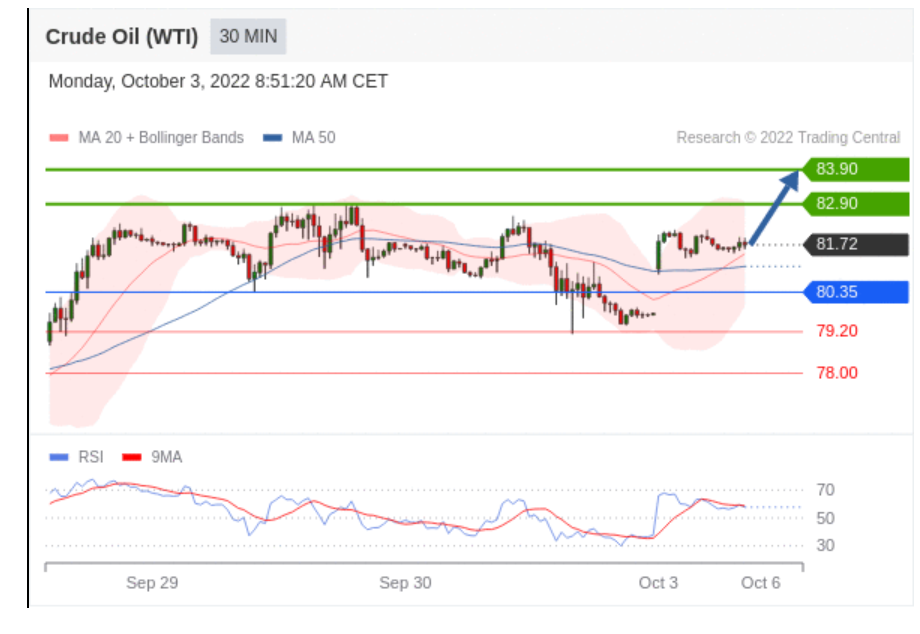 Crude Oil (WTI) 30 MIN
Monday, October 3, 2022 8:51:20 AM CET
MA 20 + Bollinger Bands MA 50 Research © 2022 Trading Central
83.90
82.90
81.72
80.35
79.20
78.00
RSI 9MA
70
50
30
Sep 29 Sep 30 Oct 3 Oct 6